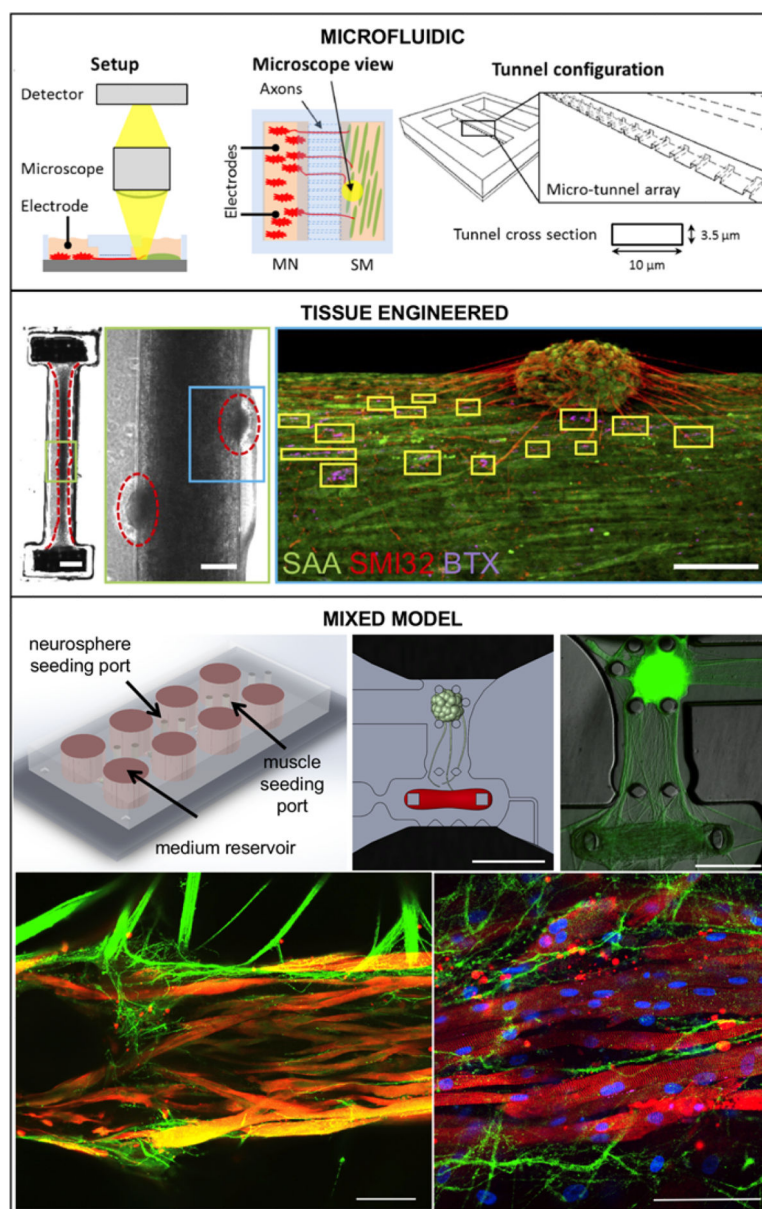 MICROFLUIDIC
Setup
Detector
Microscope
Electrode
Microscope view
Axons
Electrodes
Electrodes
MN
SM
Tunnel configuration
Micro-tunnel array
Tunnel cross section
3.5 µm
10 µm
TISSUE ENGINEERED
SAA SMI32 BTX
MIXED MODEL
neurosphere
seeding port
muscle
seeding
port
medium reservoir